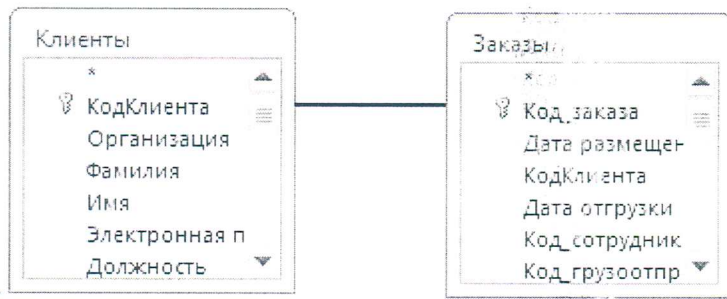 Клиенты
*
КодКлиента
Организация
Фамилия
Имя
Электронная п
Должность
Заказы
*
Код_заказа
Дата размещен
КодКлиента
Дата отгрузки
Код_сотрудник
Код_грузоотпр